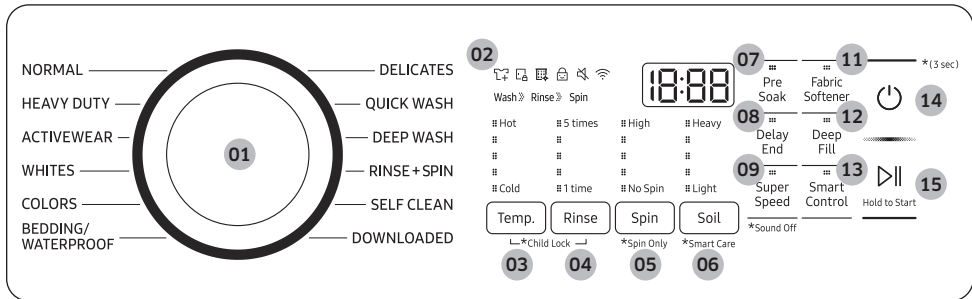 NORMAL
HEAVY DUTY
ACTIVEWEAR
WHITES
COLORS
BEDDING/
WATERPROOF
01
DELICATES
QUICK WASH
DEEP WASH
RINSE+SPIN
SELF CLEAN
DOWNLOADED
02
Wash» Rinse» Spin
18:88
Hot 5 times High Heavy
Cold 1 time No Spin Light
Temp. Rinse Spin Soil
*Child Lock *Spin Only *Smart Care
03 04 05 06
07
Pre
Soak
11
Fabric
Softener
08
Delay
End
12
Deep
Fill
09
Super
Speed
*Sound Off
13
Smart
Control
*(3 sec)
14
15
Hold to Start